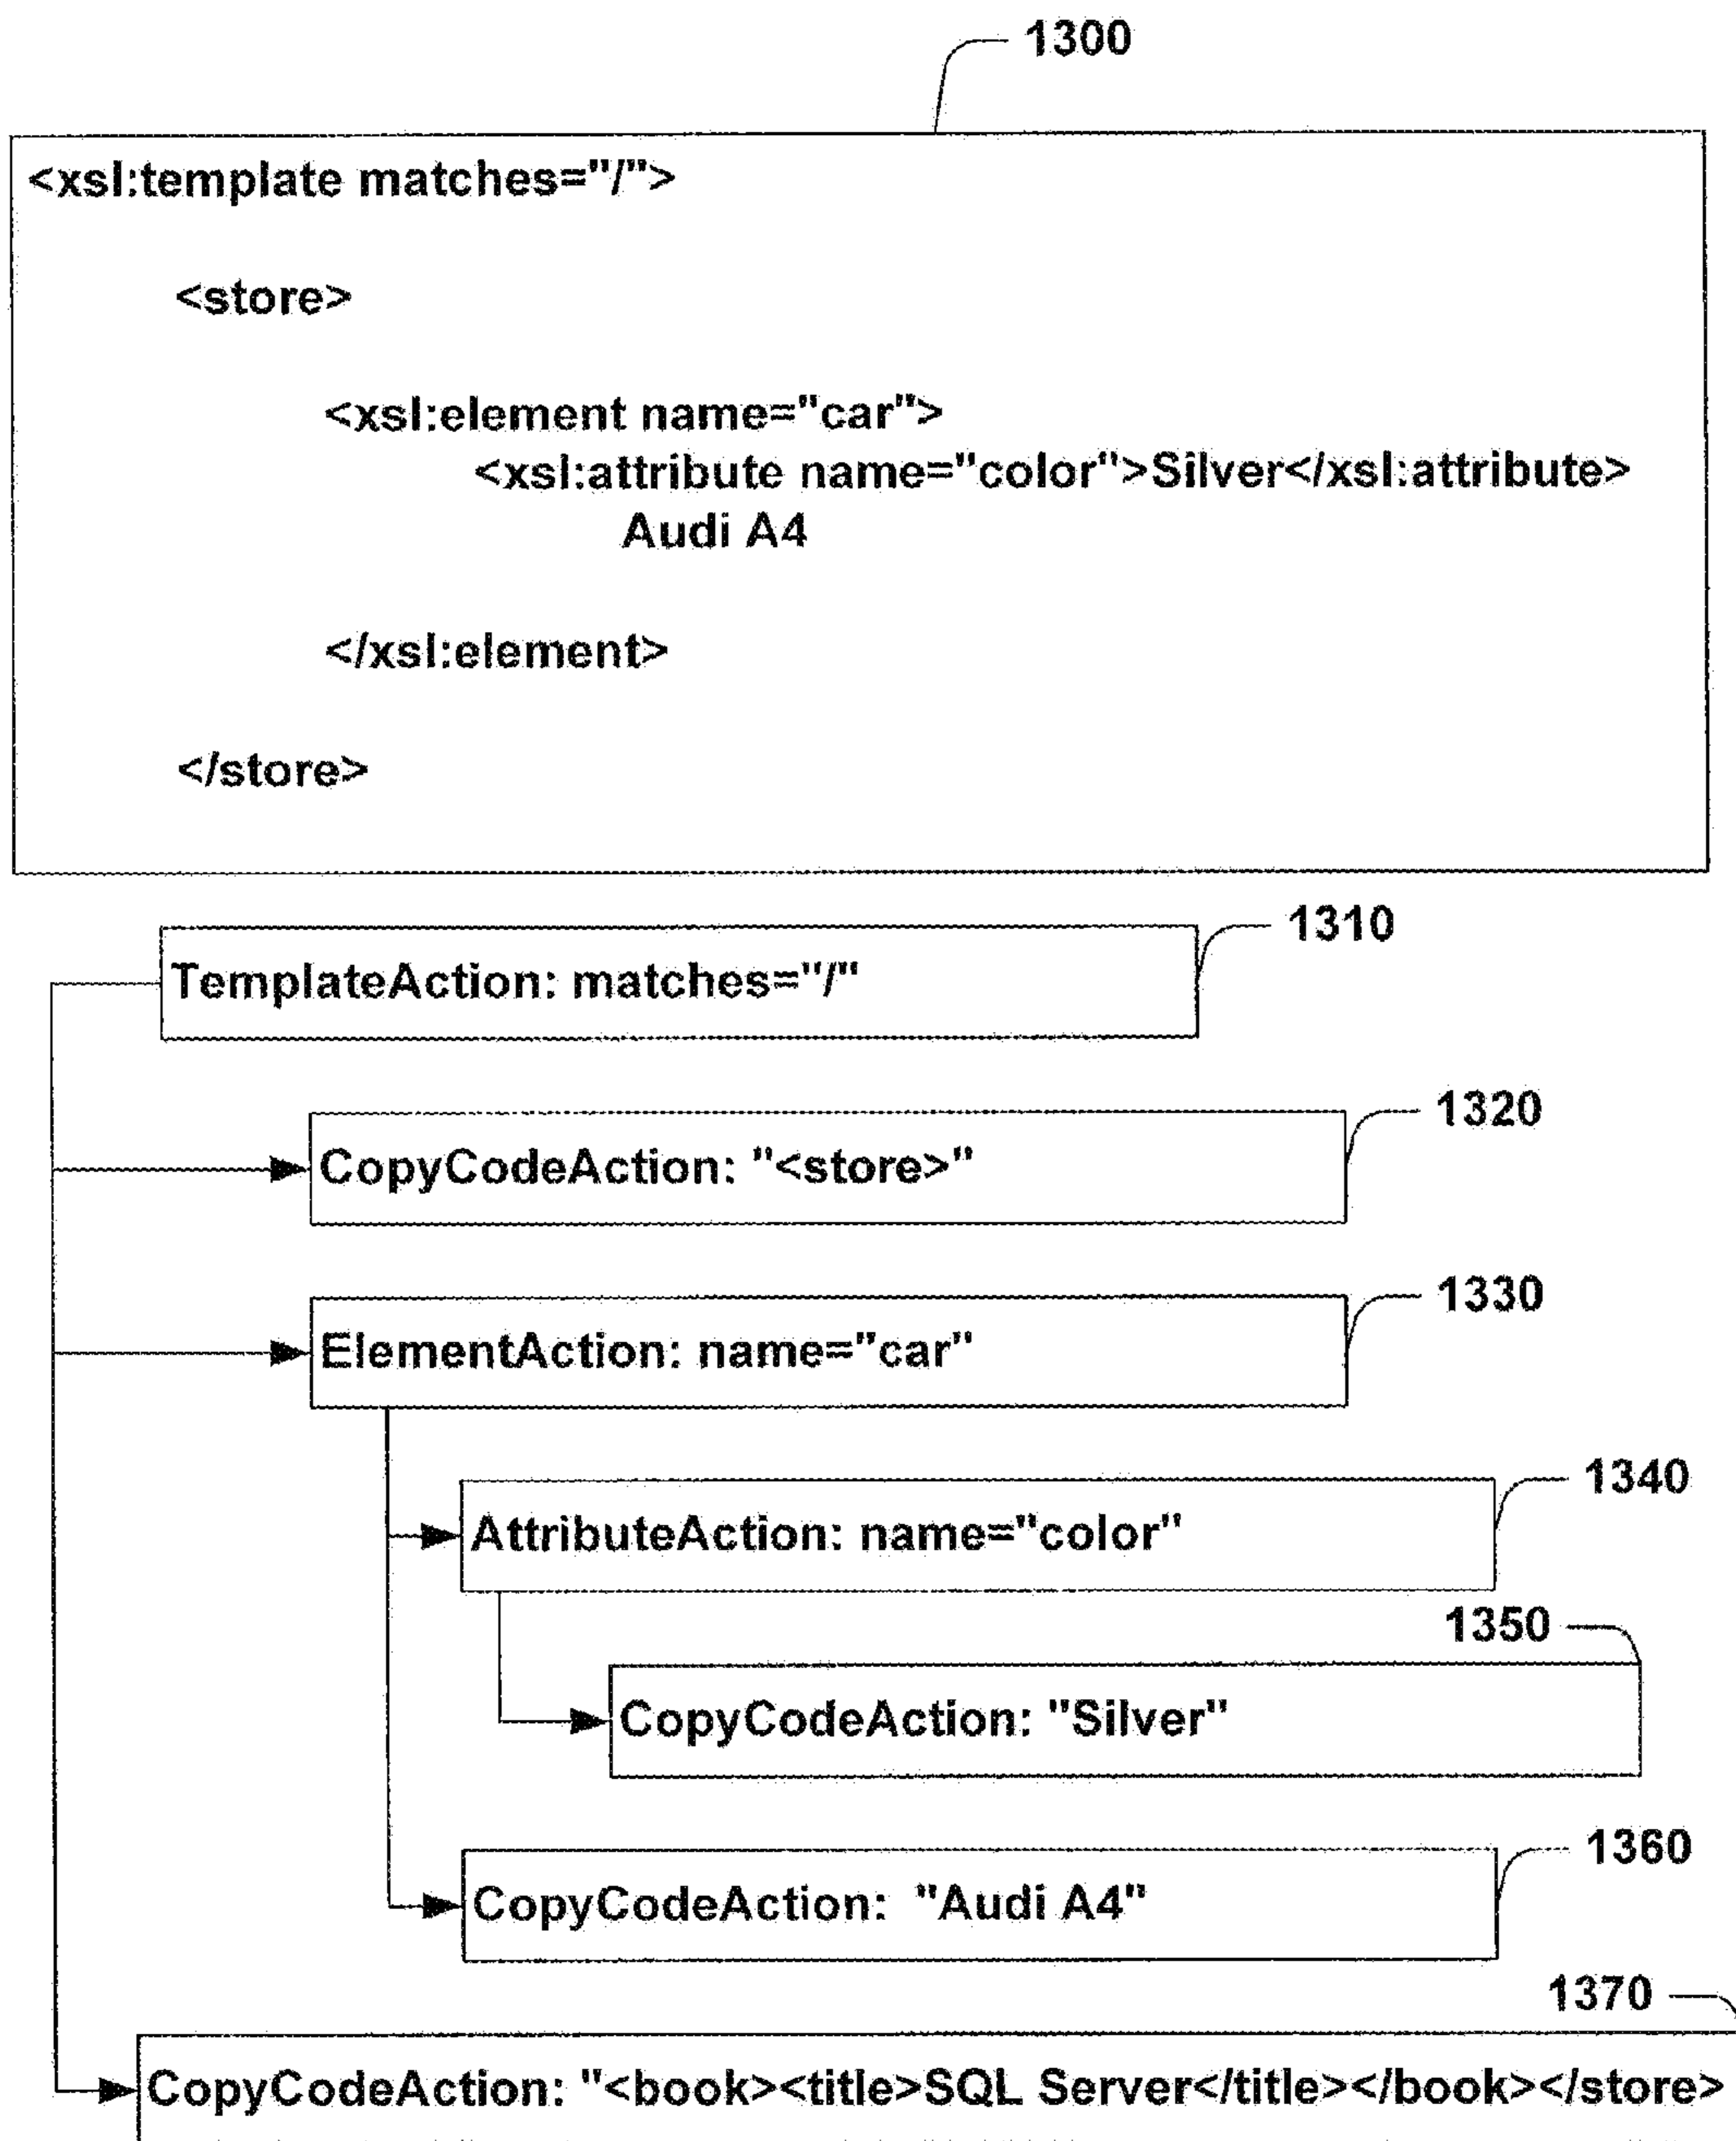 1300
<xsl:template matches="/">
<store>
<xsl:element name="car">
<xsl:attribute name="color">Silver</xsl:attribute>
Audi A4
</xsl:element>
</store>
1310
TemplateAction: matches="/"
1320
CopyCodeAction: "<store>"
1330
ElementAction: name="car"
1340
AttributeAction: name="color"
1350
CopyCodeAction: "Silver"
1360
CopyCodeAction: "Audi A4"
1370
CopyCodeAction: "<book><title>SQL Server</title></book></store>